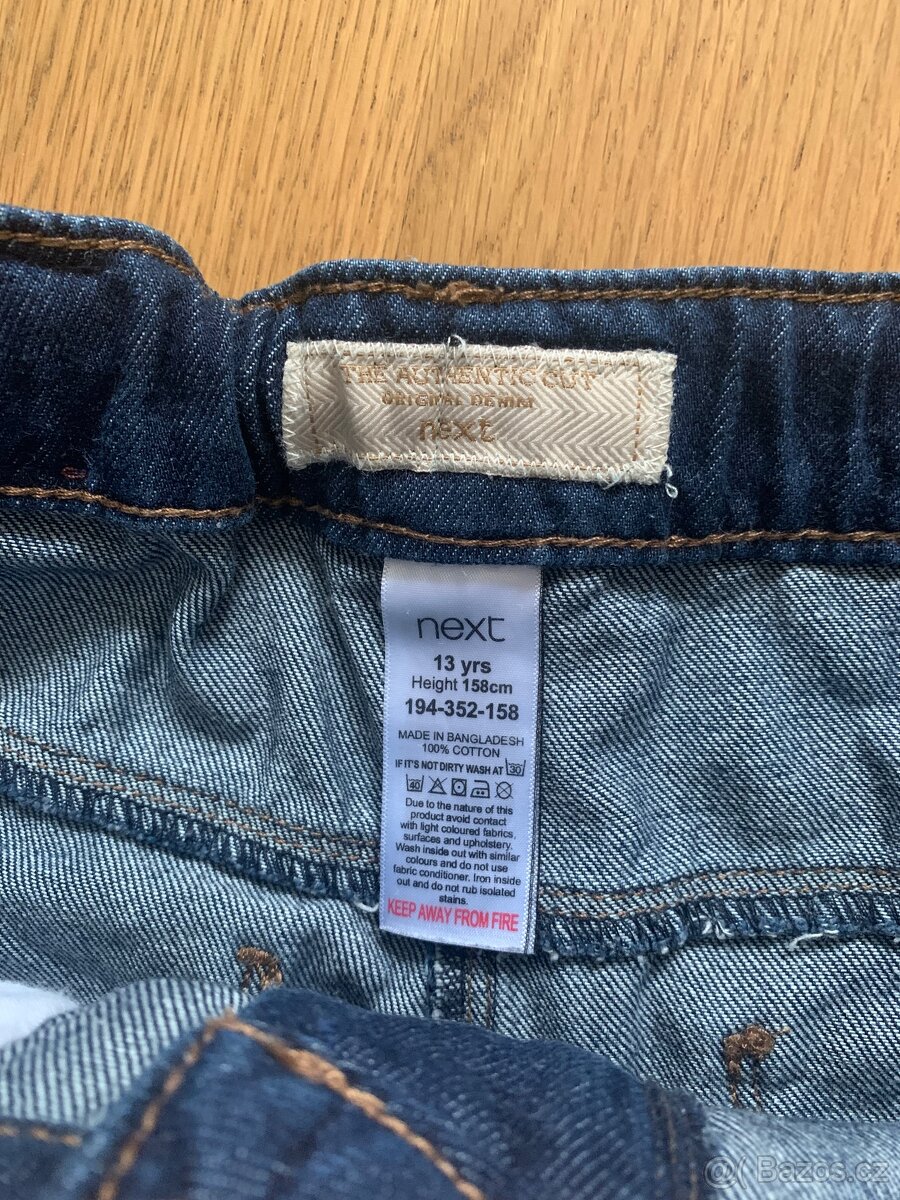 THE AUTHENTIC CUT
ORIGINAL DENIM
next
next
13 yrs
Height 158cm
194-352-158
MADE IN BANGLADESH
100% COTTON
IF IT'S NOT DIRTY WASH AT 30
40
Due to the nature of this
product avoid contact
with light coloured fabrics,
surfaces and upholstery.
Wash inside out with similar
colours and do not use
fabric conditioner. Iron inside
out and do not rub isolated
stains.
KEEP AWAY FROM FIRE
@( Bazos.cz